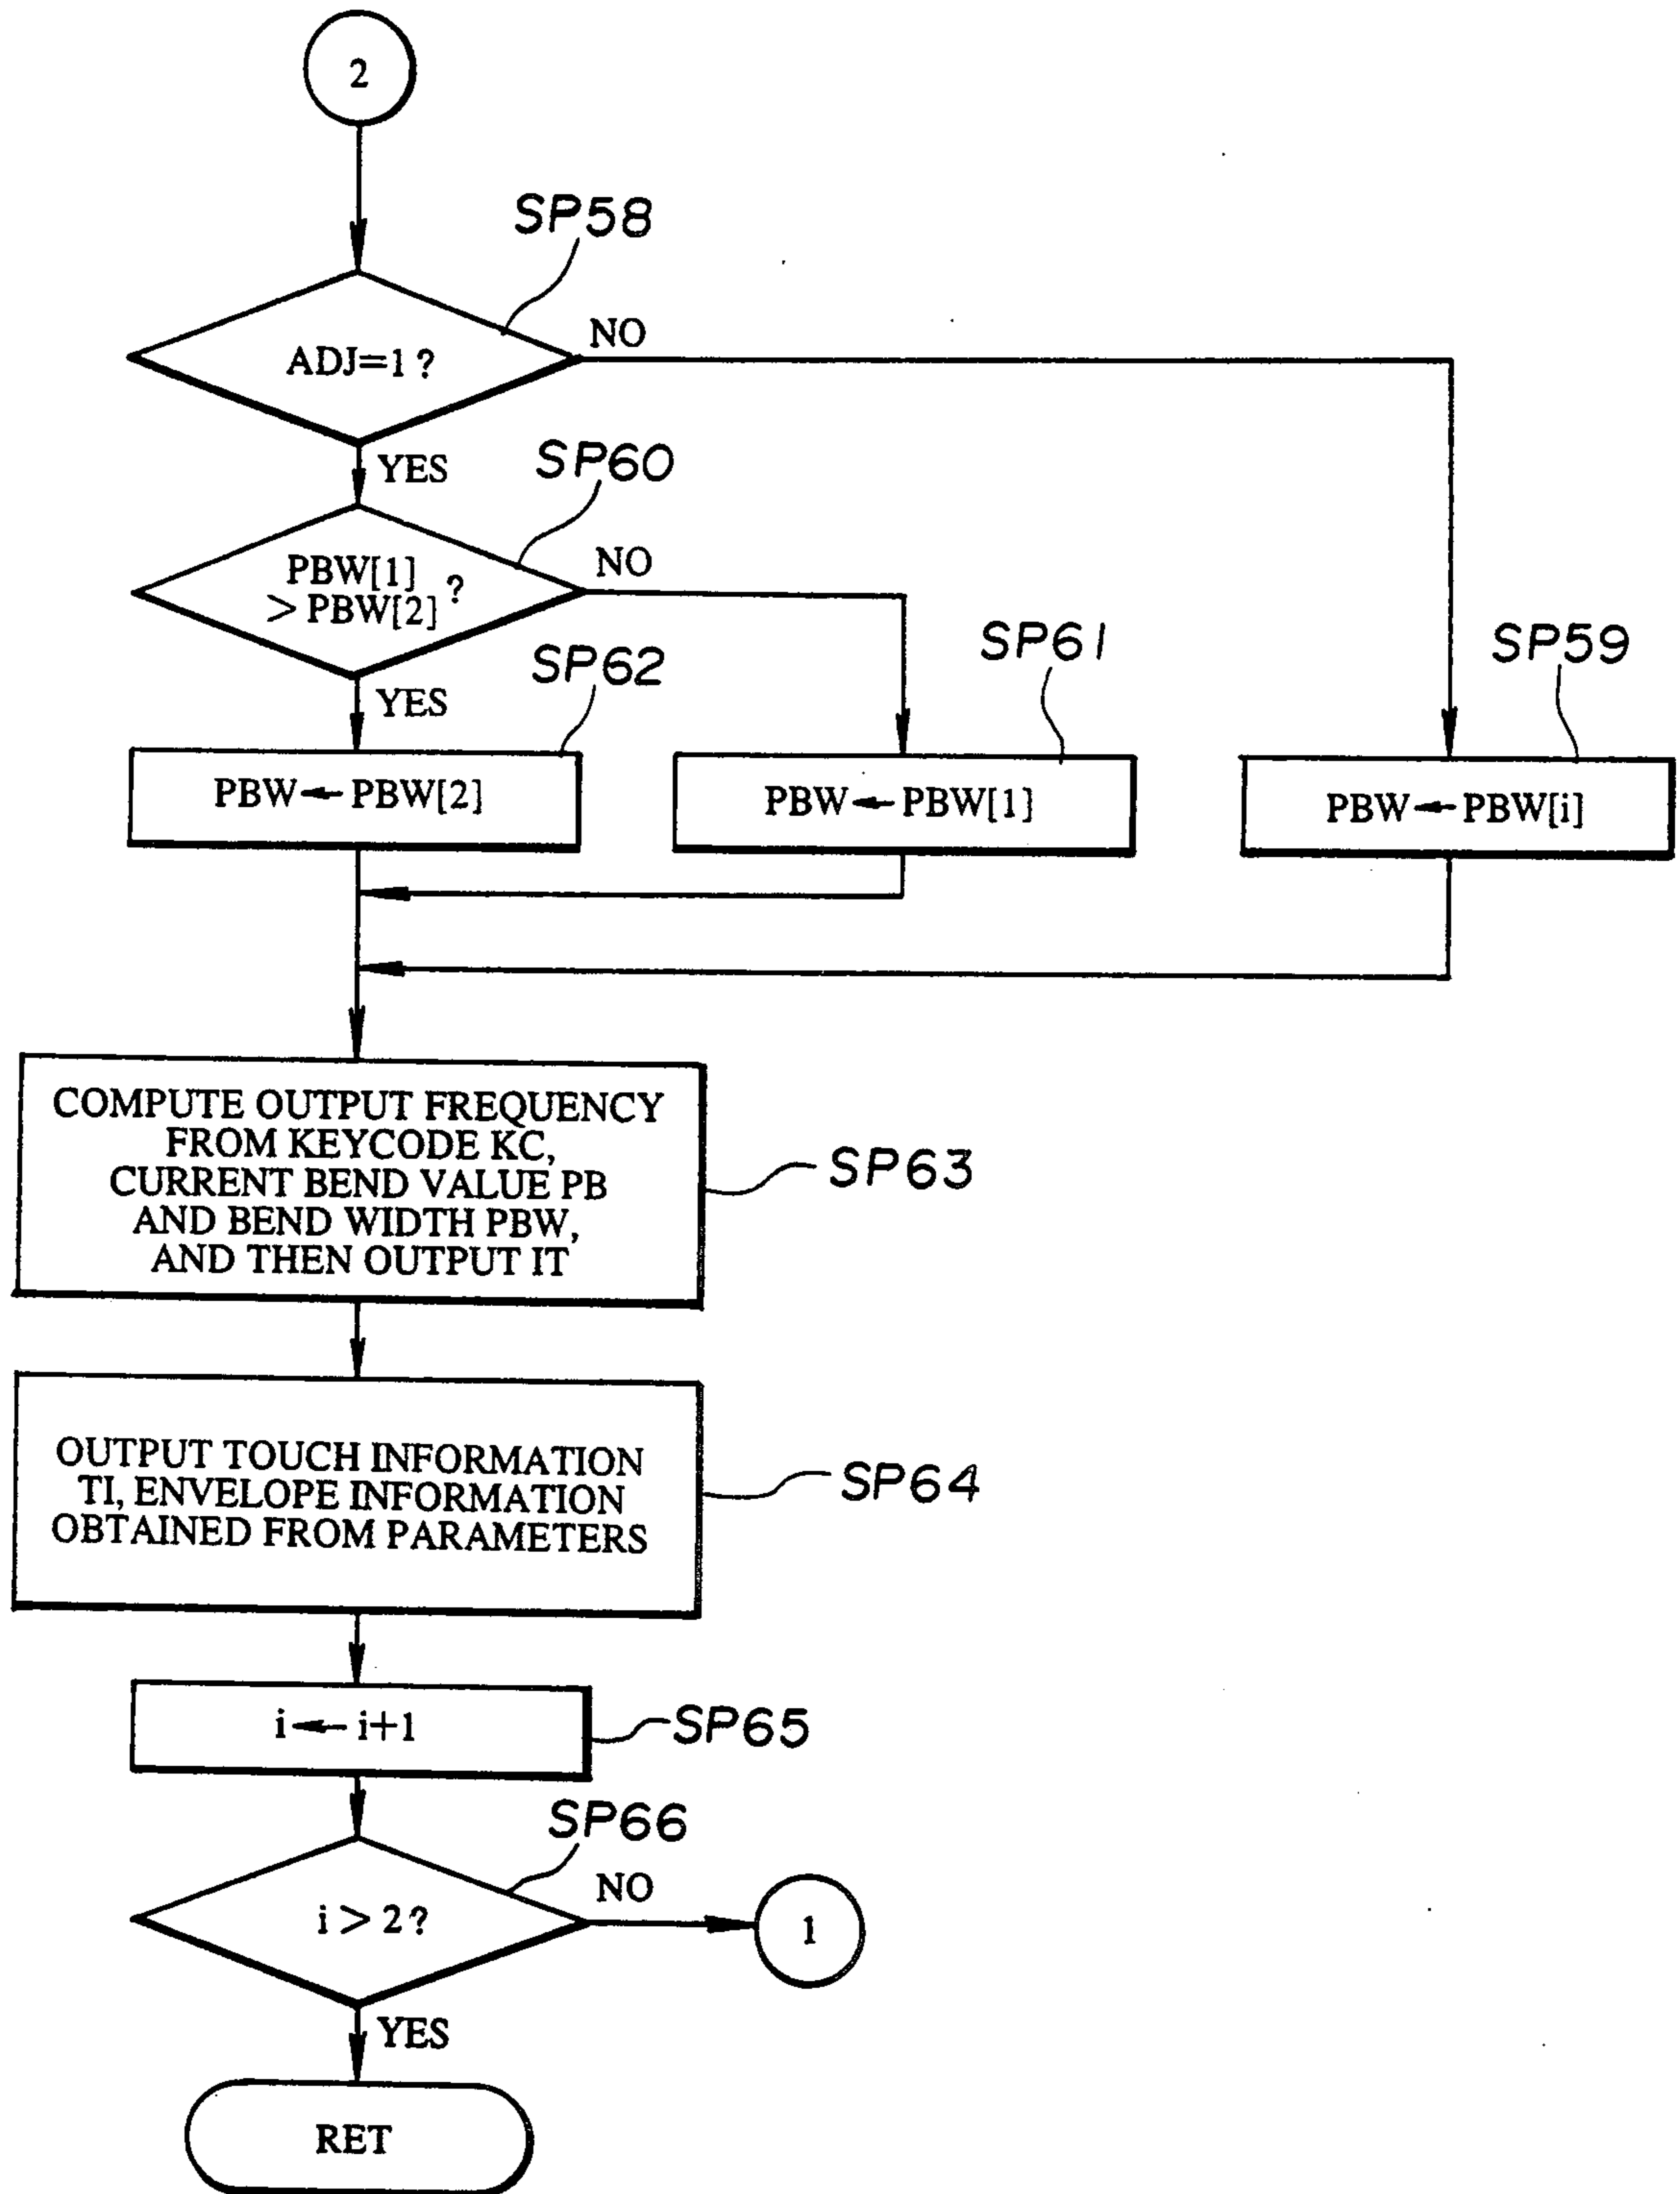 2
SP58
ADJ=1?
NO
YES
SP60
PBW[1]
> PBW[2] ?
NO
YES
SP62
SP61
SP59
PBW←PBW[2]
PBW←PBW[1]
PBW←PBW[i]
COMPUTE OUTPUT FREQUENCY
FROM KEYCODE KC,
CURRENT BEND VALUE PB
AND BEND WIDTH PBW,
AND THEN OUTPUT IT
SP63
OUTPUT TOUCH INFORMATION
TI, ENVELOPE INFORMATION
OBTAINED FROM PARAMETERS
SP64
i←i+1
SP65
SP66
i>2?
NO
1
YES
RET